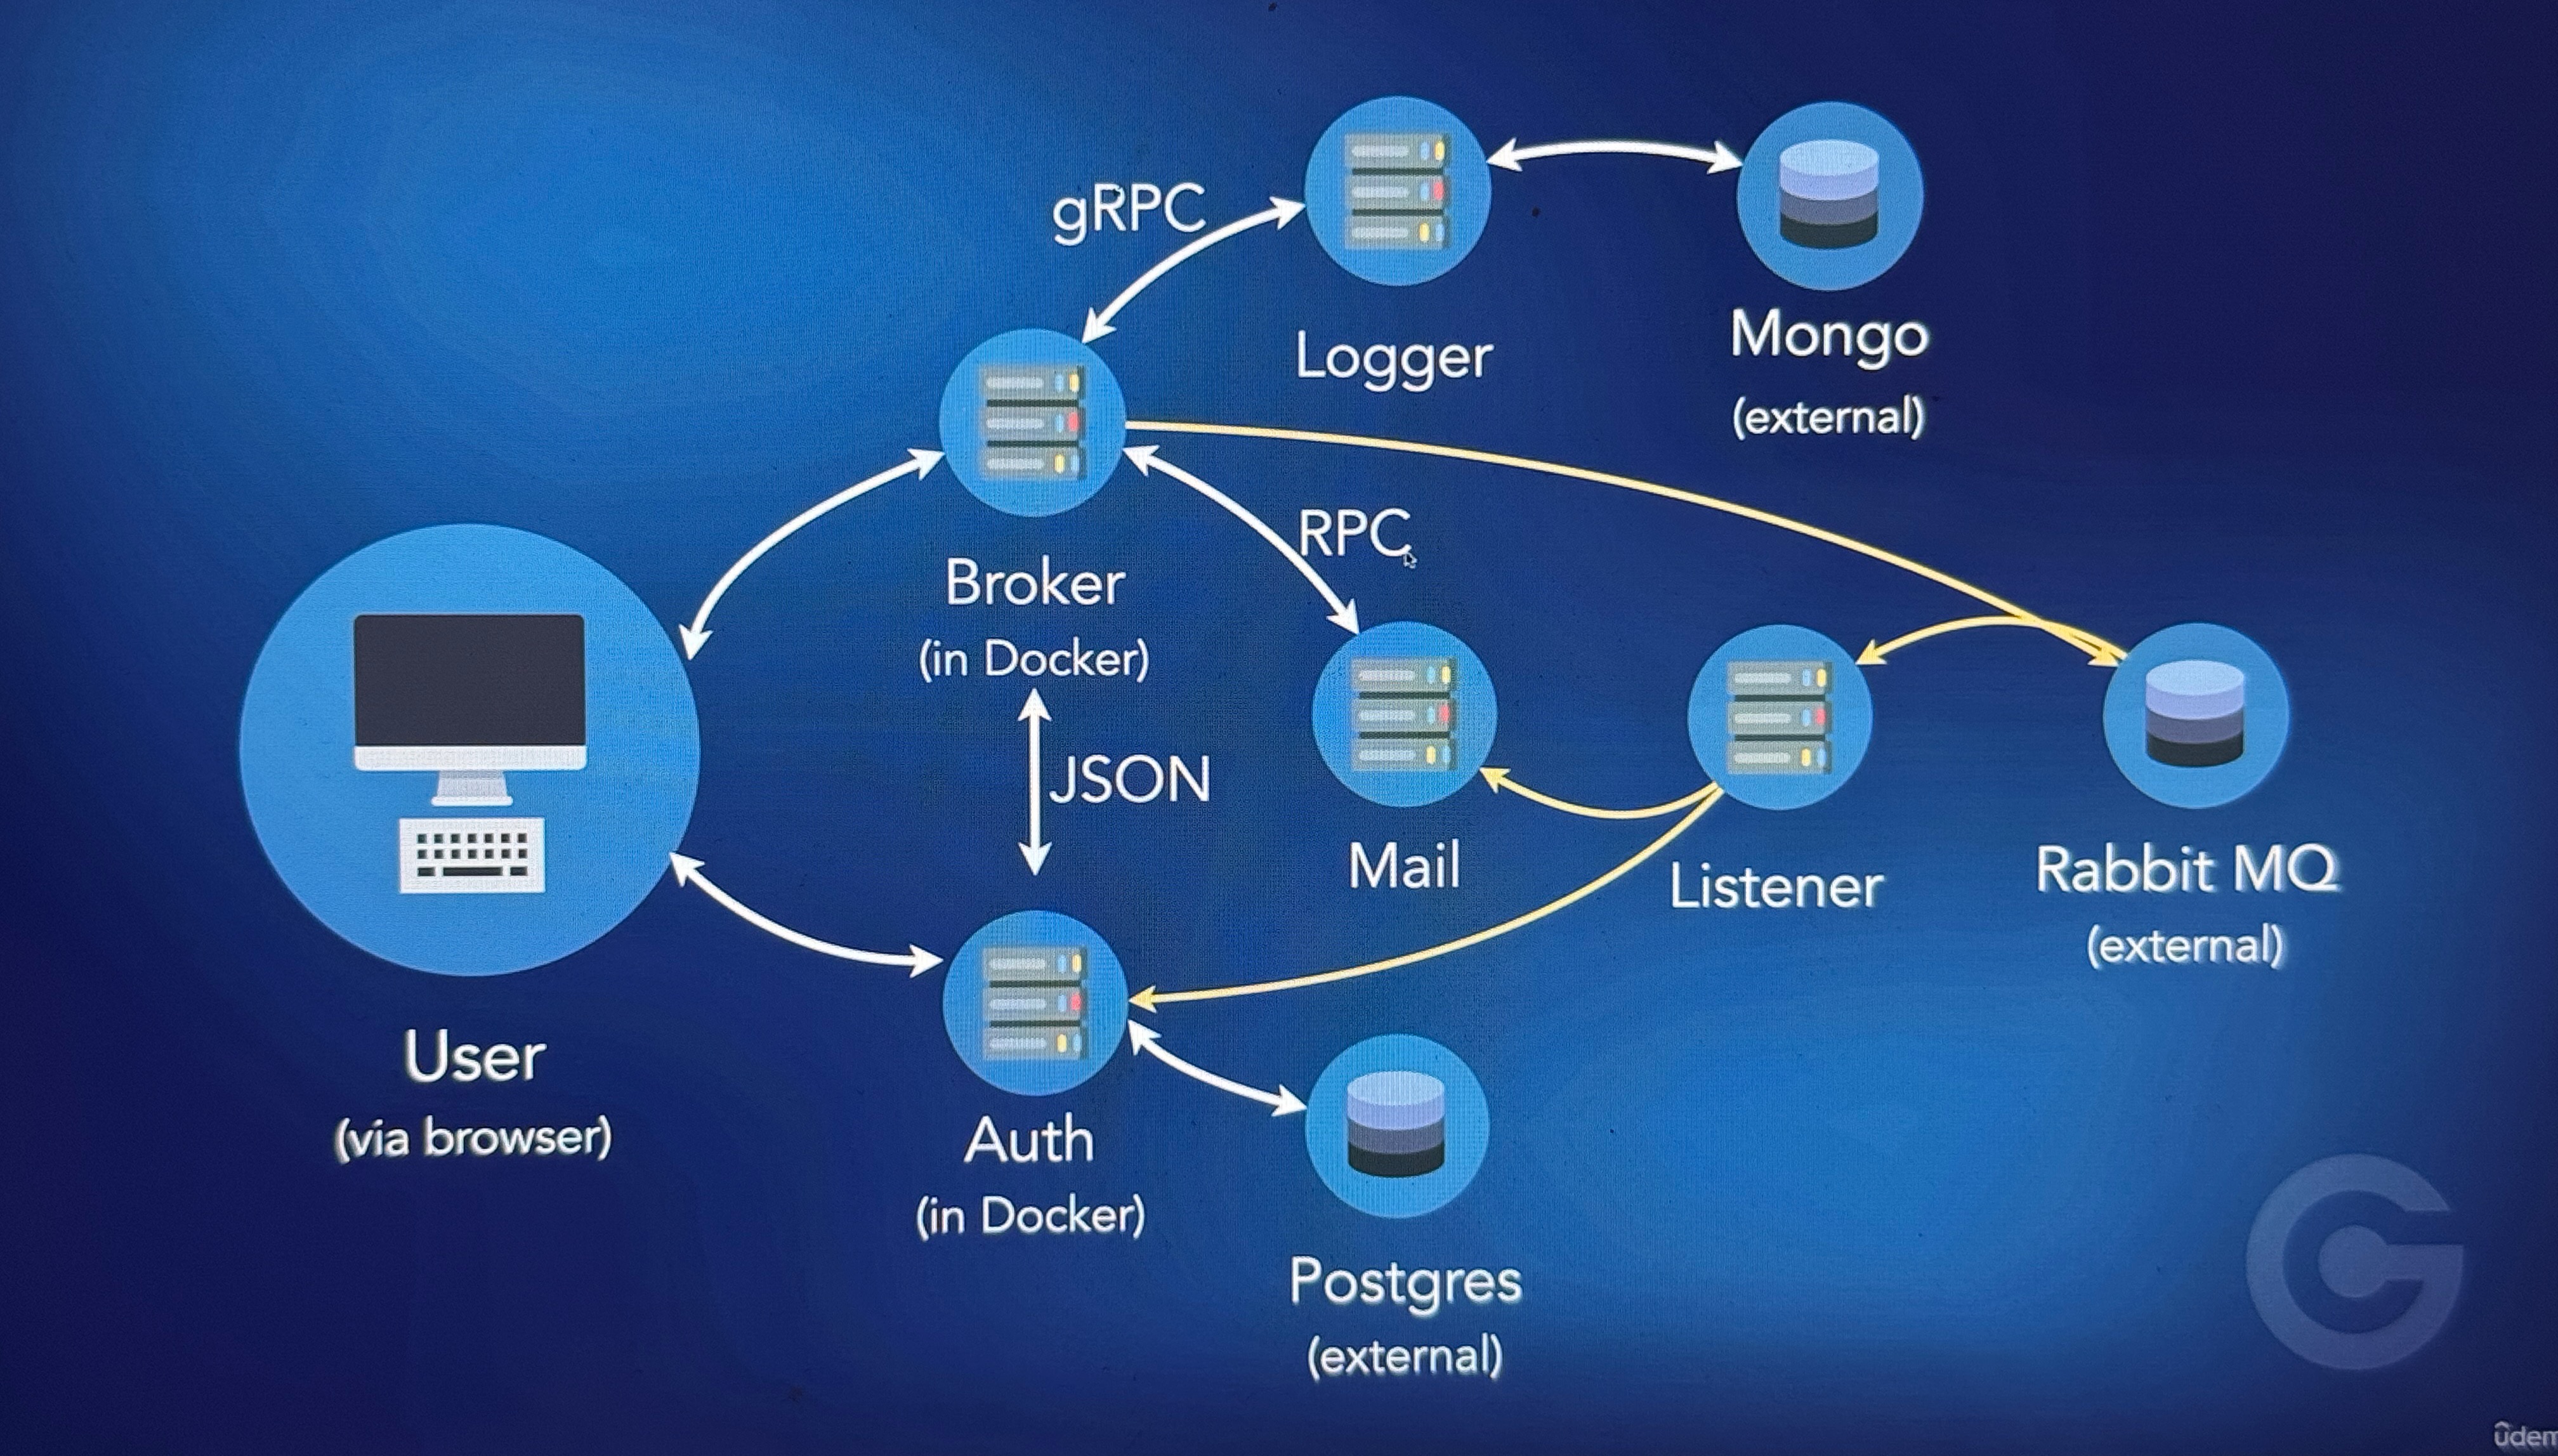 gRPC
Logger
Mongo
(external)
RPC
Broker
(in Docker)
JSON
Mail
Listener
Rabbit MQ
(external)
User
(via browser)
Auth
(in Docker)
Postgres
(external)